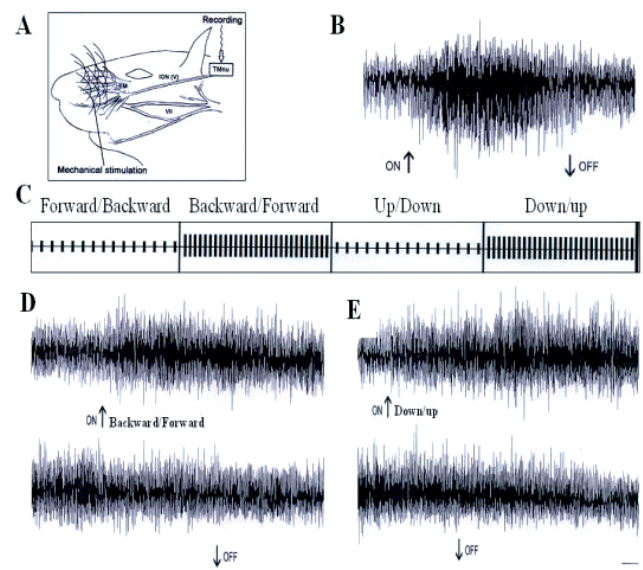 A
Recording
TMnu
ION (V)
EM
VII
Mechanical stimulation
B
ON OFF
C
Forward/Backward Backward/Forward Up/Down Down/up
D
ON Backward/Forward
OFF
E
ON Down/up
OFF